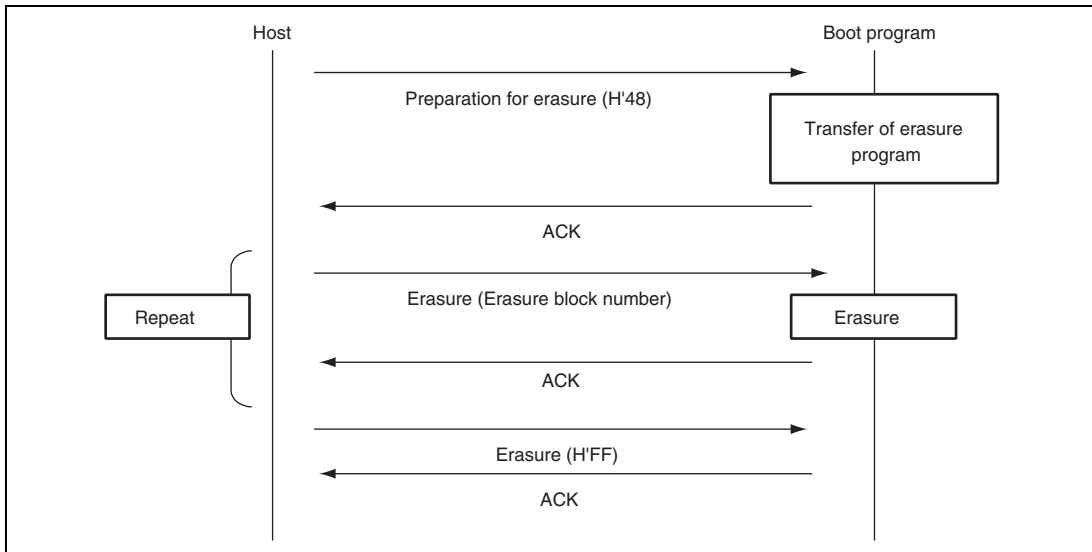 Host
Boot program
Preparation for erasure (H'48)
Transfer of erasure
program
ACK
Erasure (Erasure block number)
Repeat
Erasure
ACK
Erasure (H'FF)
ACK